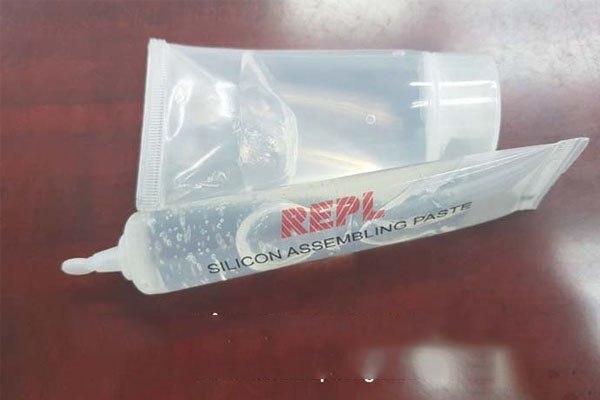 REPL
SILICON ASSEMBLING PASTE